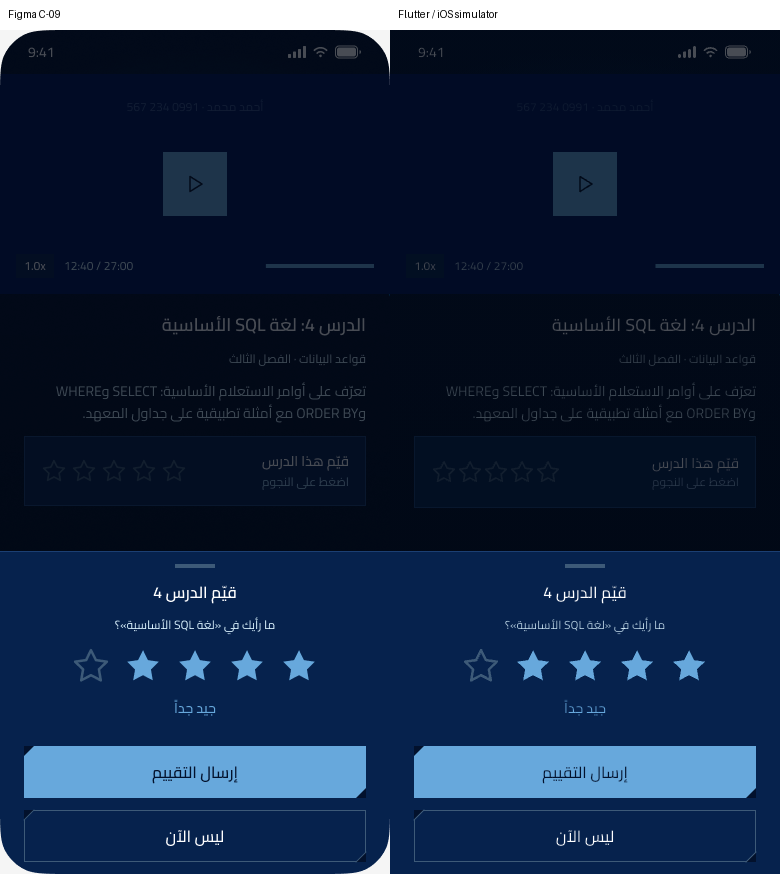 Figma C-09
9:41
أحمد محمد · 0991 234 567
1.0x
12:40 / 27:00
الدرس 4: لغة SQL الأساسية
قواعد البيانات · الفصل الثالث
تعرّف على أوامر الاستعلام الأساسية: SELECT وWHERE
وORDER BY مع أمثلة تطبيقية على جداول المعهد.
قيّم هذا الدرس
اضغط على النجوم
قيّم الدرس 4
ما رأيك في «لغة SQL الأساسية»؟
جيد جداً
إرسال التقييم
ليس الآن
Flutter / iOS simulator
9:41
أحمد محمد · 0991 234 567
1.0x
12:40 / 27:00
الدرس 4: لغة SQL الأساسية
قواعد البيانات · الفصل الثالث
تعرّف على أوامر الاستعلام الأساسية: SELECT وWHERE
وORDER BY مع أمثلة تطبيقية على جداول المعهد.
قيّم هذا الدرس
اضغط على النجوم
قيّم الدرس 4
ما رأيك في «لغة SQL الأساسية»؟
جيد جداً
إرسال التقييم
ليس الآن